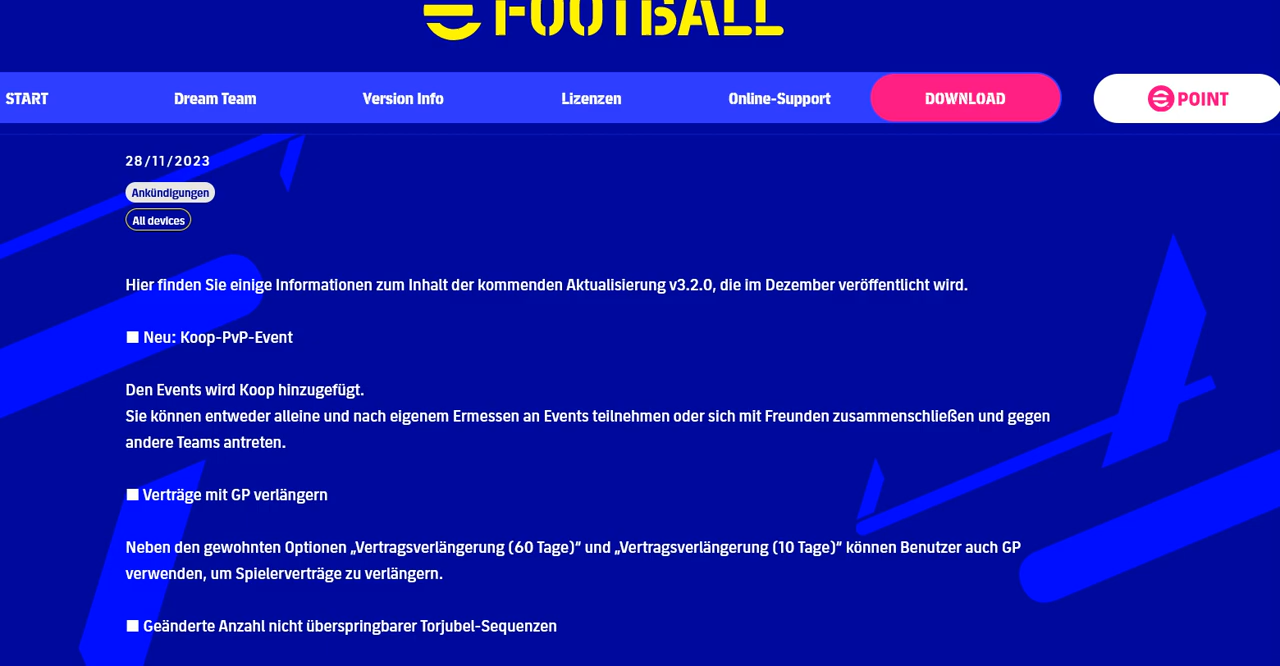 FOOTBALL
START
Dream Team
Version Info
Lizenzen
Online-Support
DOWNLOAD
POINT
28/11/2023
Ankündigungen
All devices
Hier finden Sie einige Informationen zum Inhalt der kommenden Aktualisierung v3.2.0, die im Dezember veröffentlicht wird.
■ Neu: Koop-PvP-Event
Den Events wird Koop hinzugefügt.
Sie können entweder alleine und nach eigenem Ermessen an Events teilnehmen oder sich mit Freunden zusammenschließen und gegen
andere Teams antreten.
■ Verträge mit GP verlängern
Neben den gewohnten Optionen „Vertragsverlängerung (60 Tage)“ und „Vertragsverlängerung (10 Tage)“ können Benutzer auch GP
verwenden, um Spielerverträge zu verlängern.
■ Geänderte Anzahl nicht überspringbarer Torjubel-Sequenzen